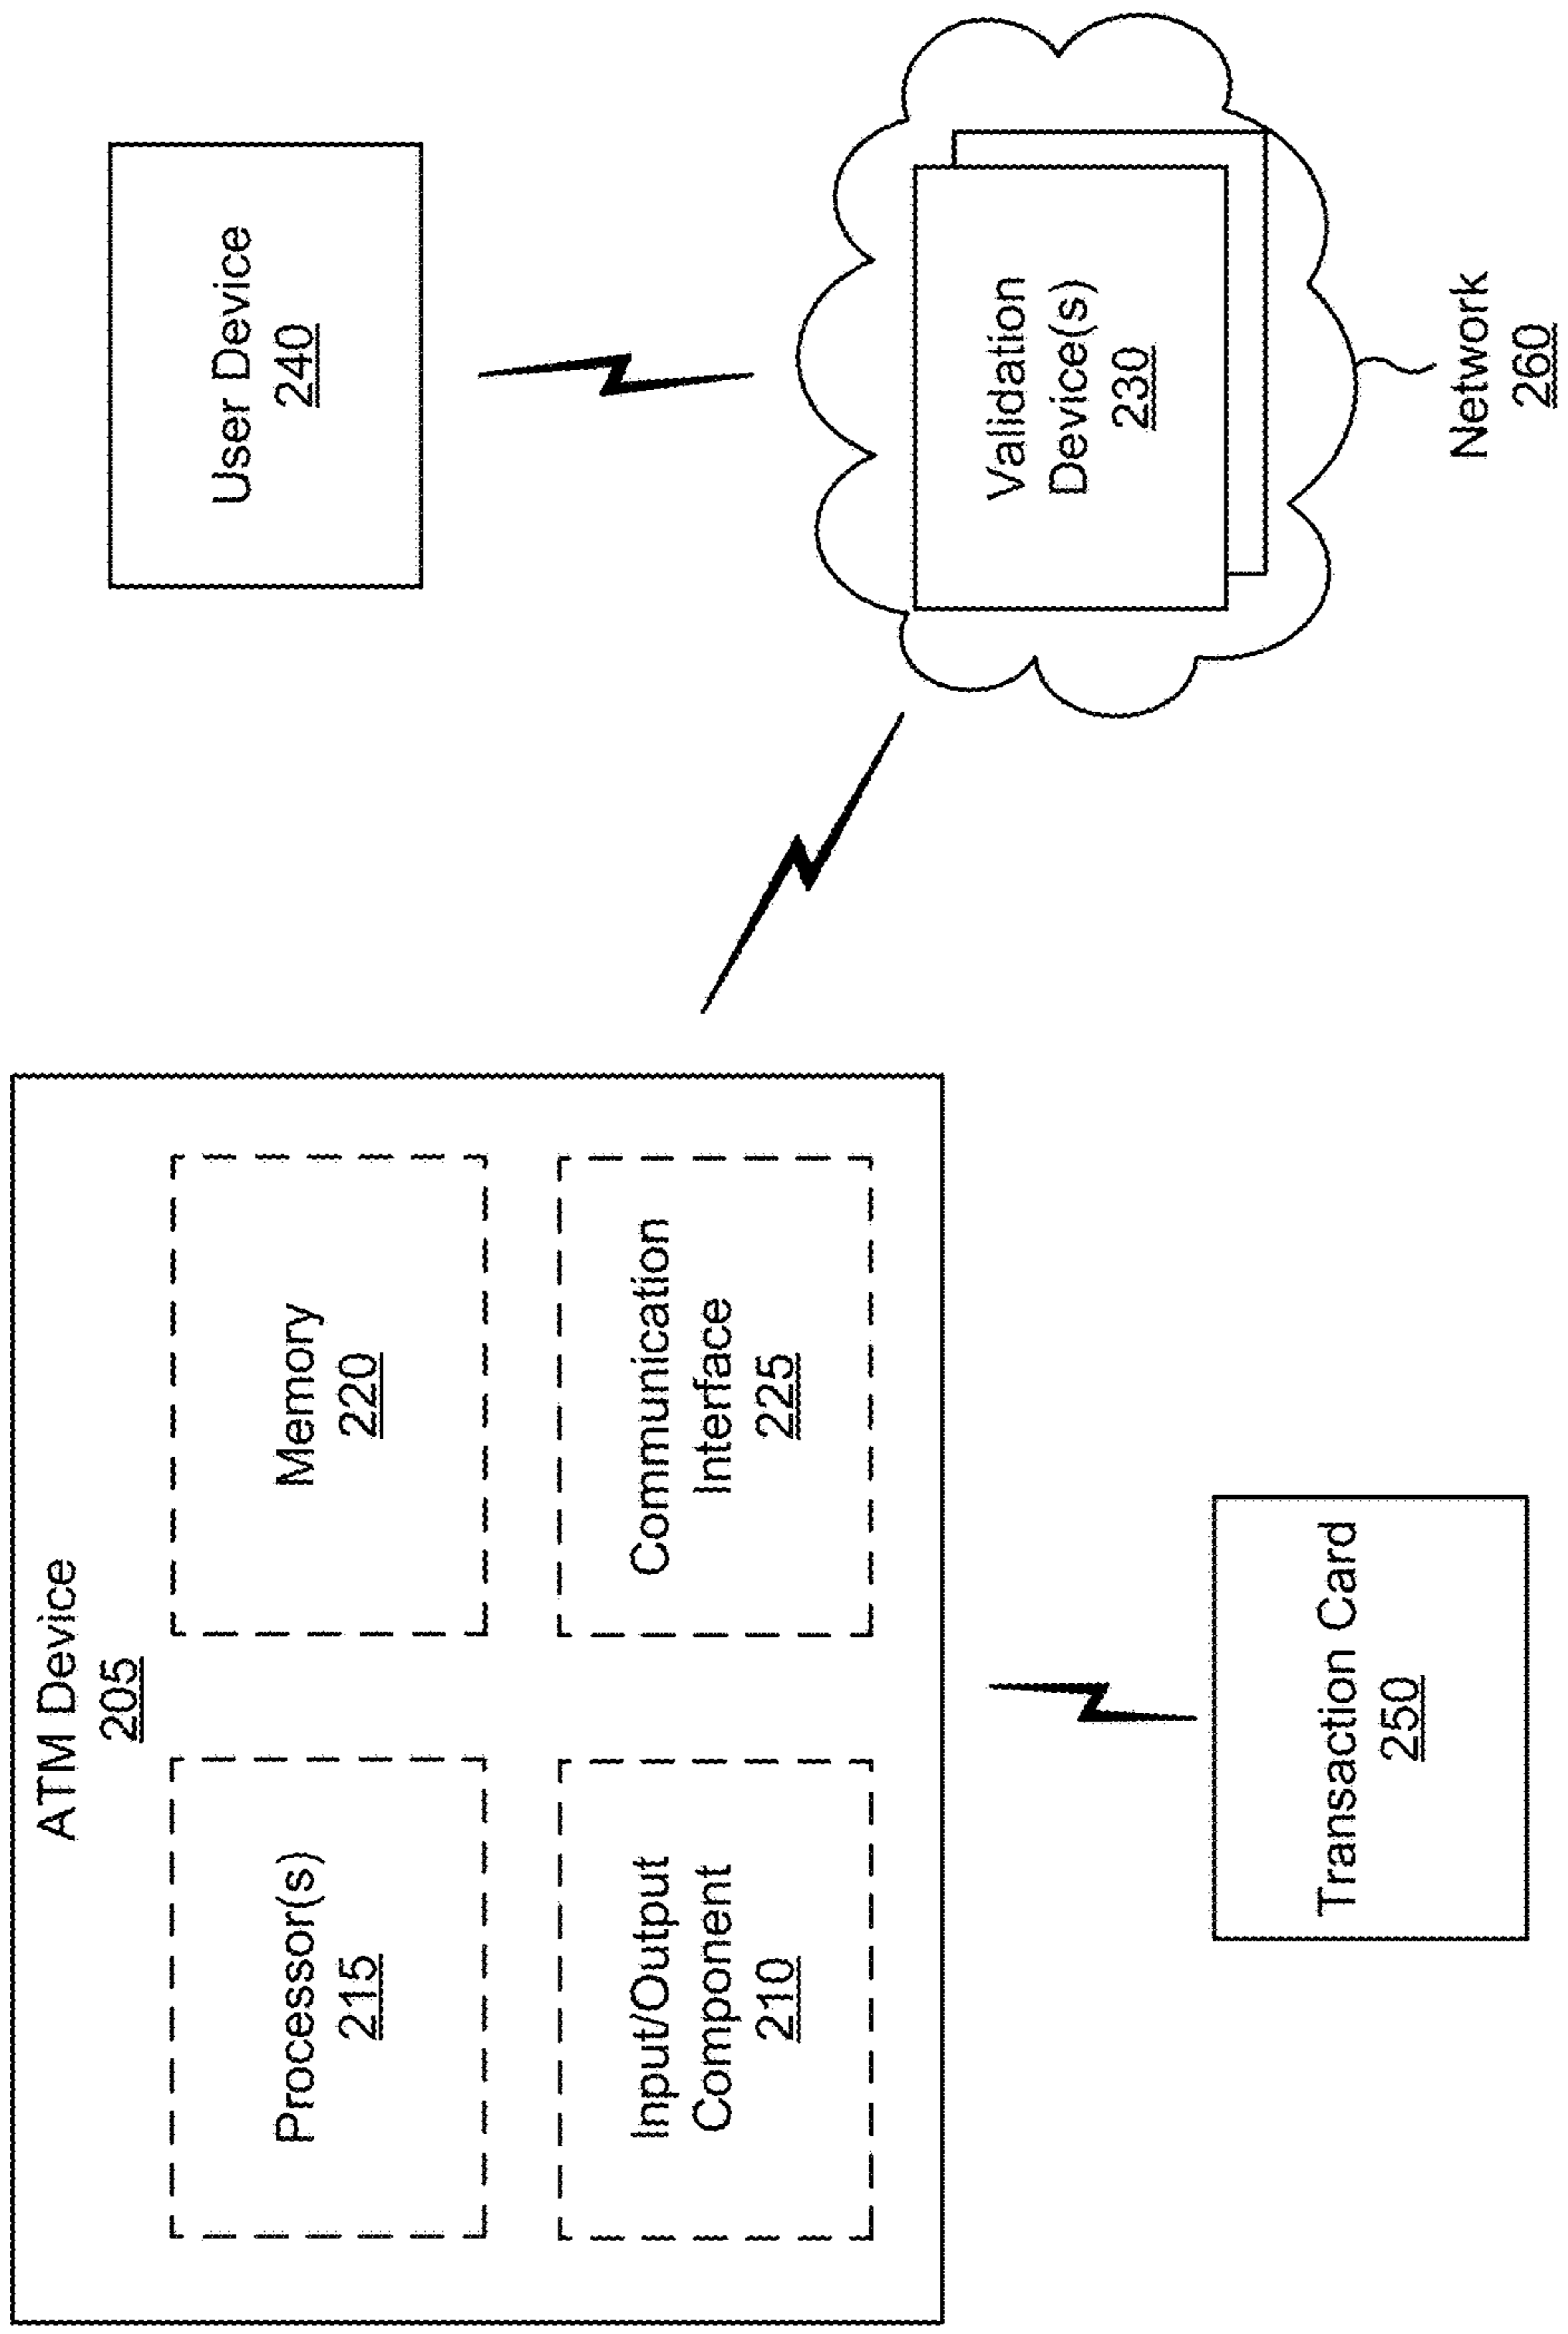 ATM Device
205
Processor(s)
215
Memory
220
Input/Output
Component
210
Communication
Interface
225
Transaction Card
250
User Device
240
Validation
Device(s)
230
Network
260